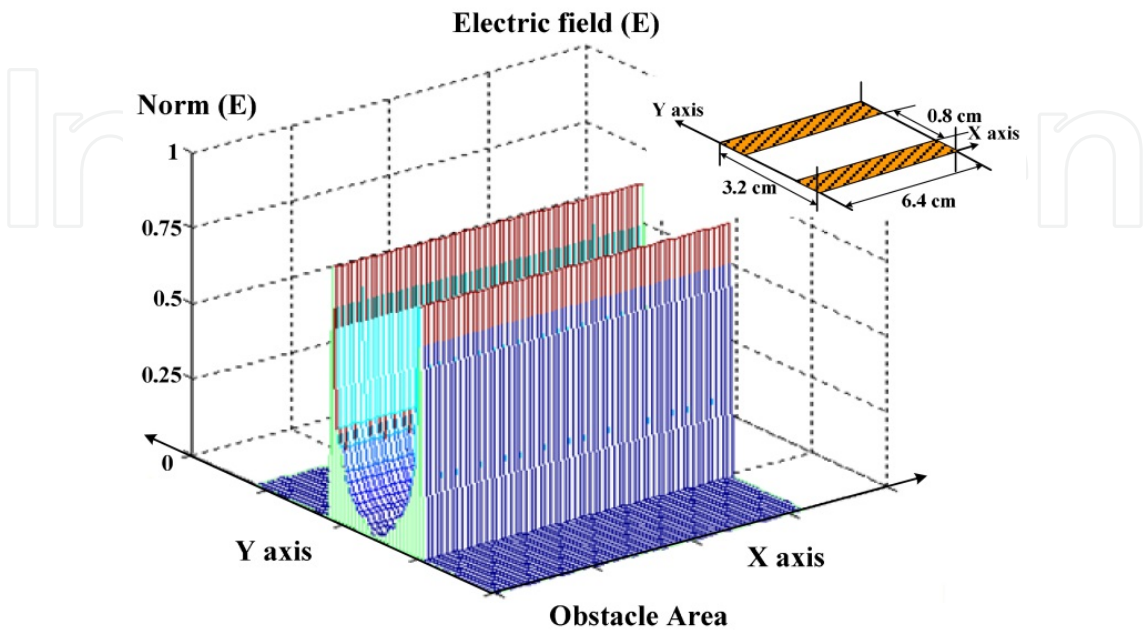 Electric field (E)
Norm (E)
1
0.75
0.5
0.25
0
Y axis
0.8 cm
X axis
3.2 cm
6.4 cm
Y axis
X axis
Obstacle Area
In
n